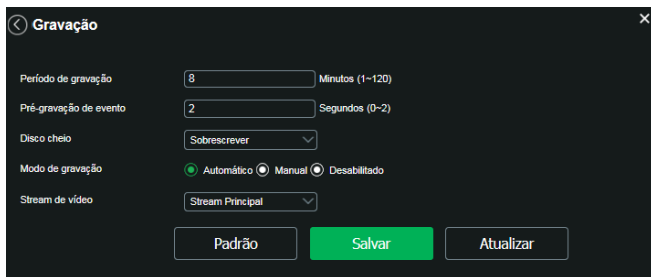 Gravação
Período de gravação 8 Minutos (1~120)
Pré-gravação de evento 2 Segundos (0~2)
Disco cheio Sobrescrever
Modo de gravação Automático Manual Desabilitado
Stream de vídeo Stream Principal
Padrão Salvar Atualizar